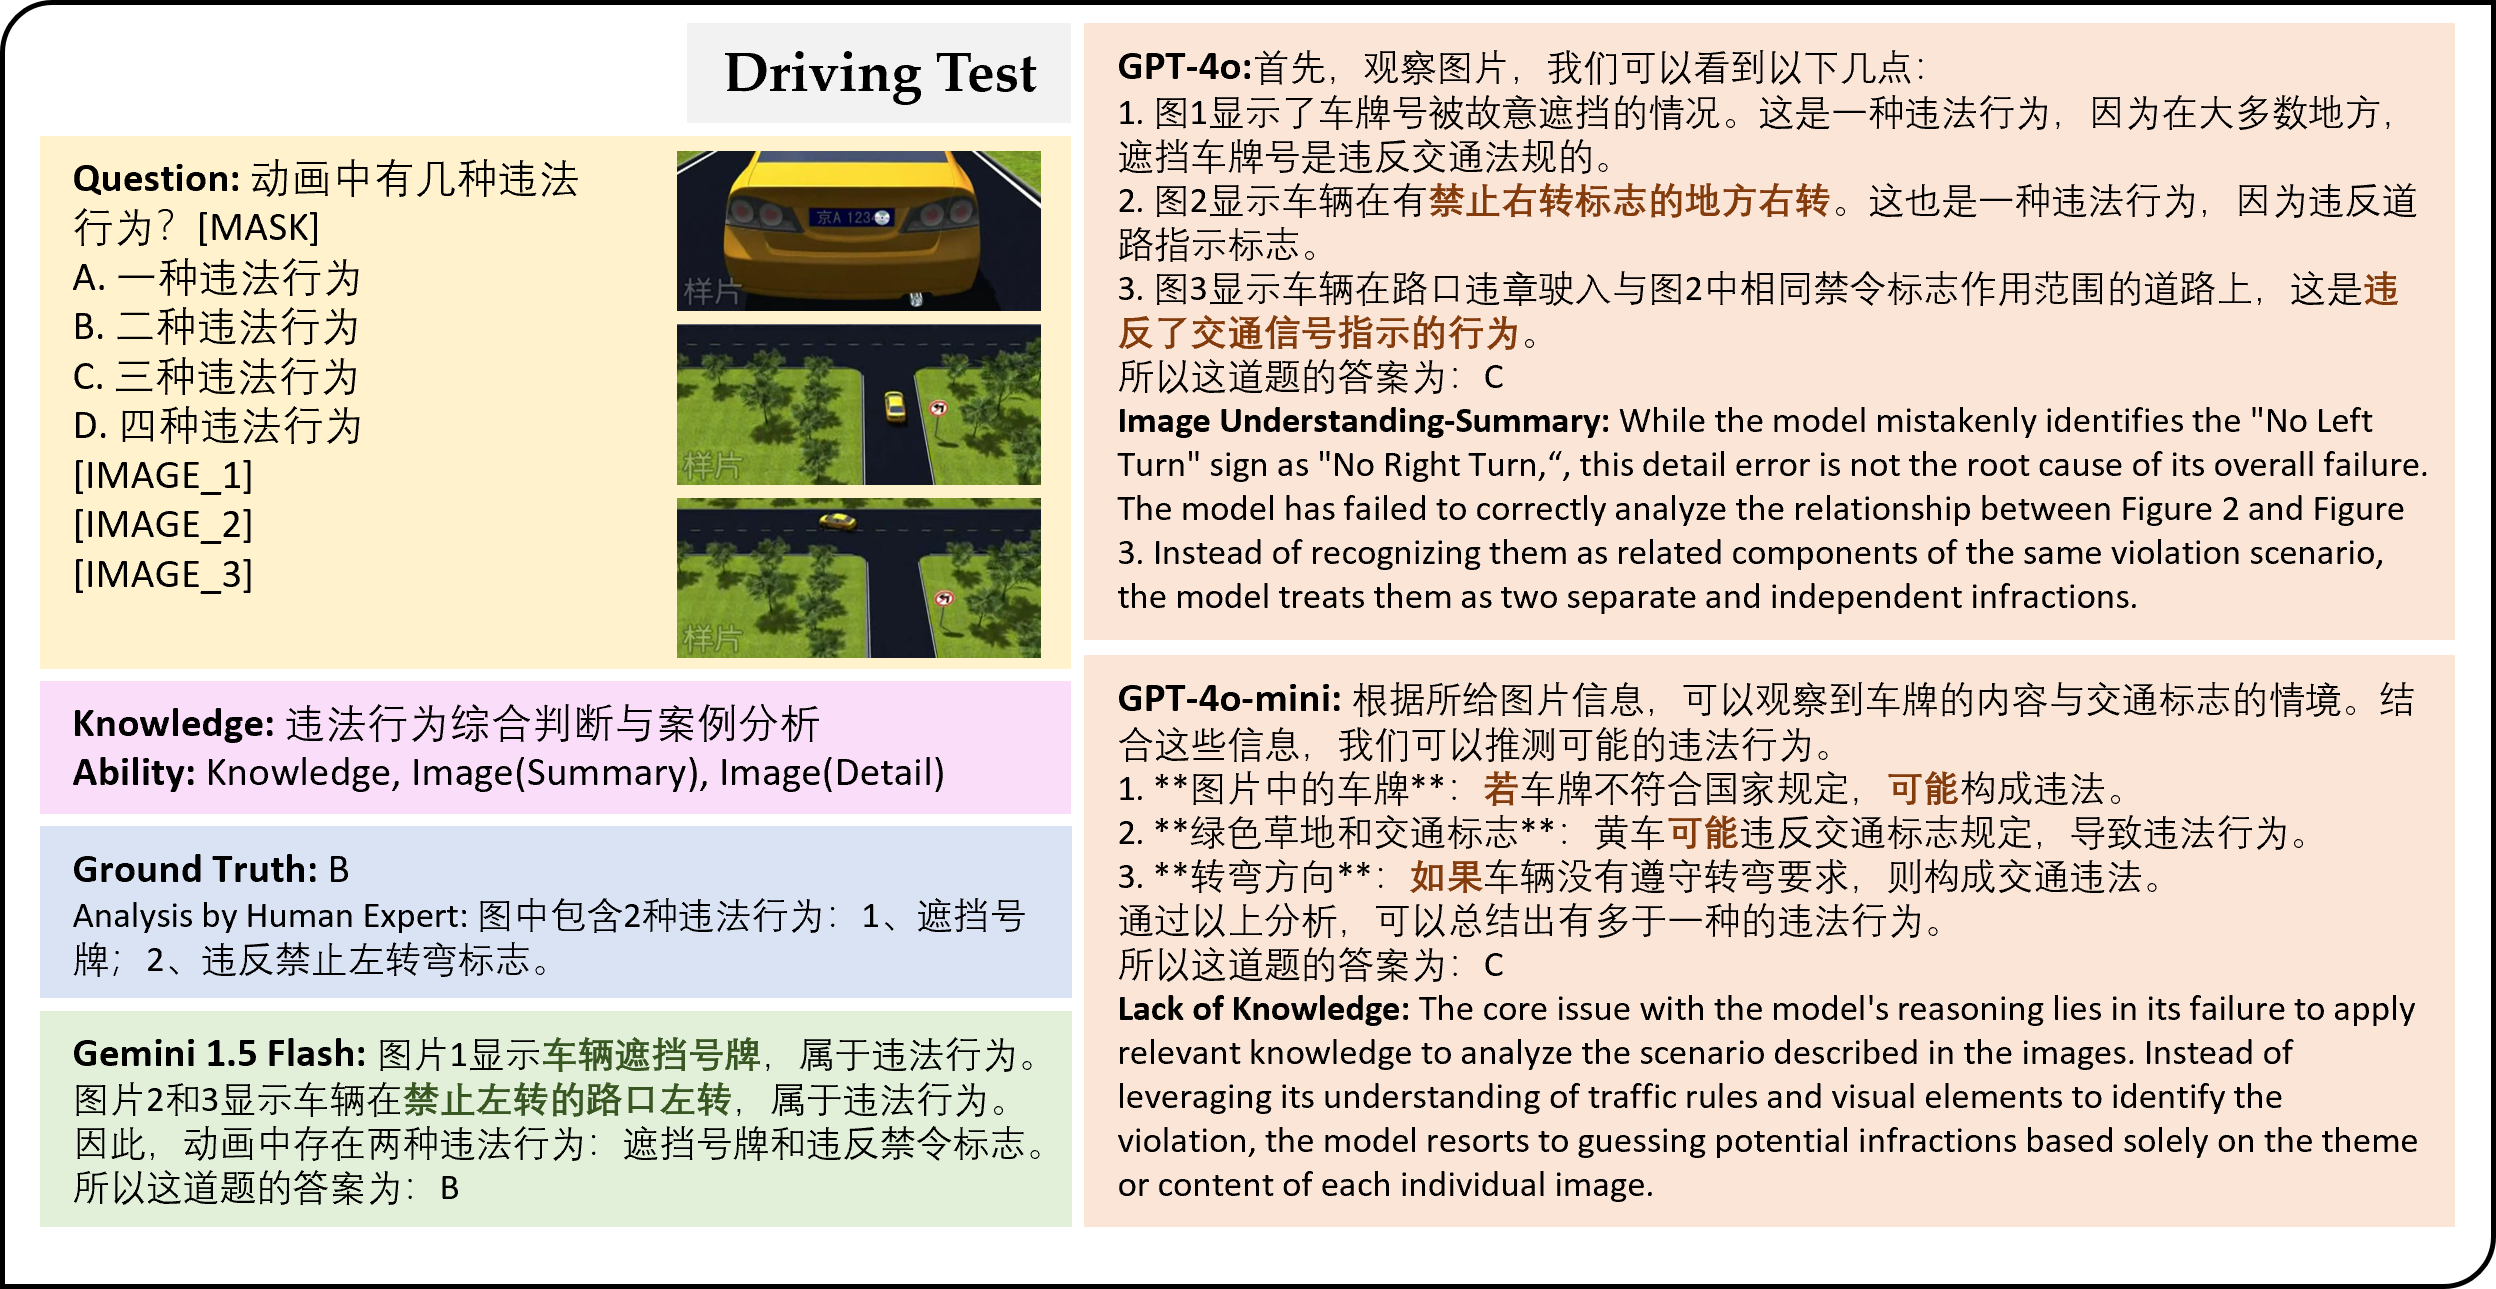 Driving Test
Question: 动画中有几种违法
行为？[MASK]
A. 一种违法行为
B. 二种违法行为
C. 三种违法行为
D. 四种违法行为
[IMAGE_1]
[IMAGE_2]
[IMAGE_3]
京A 1234
样片
样片
样片
Knowledge: 违法行为综合判断与案例分析
Ability: Knowledge, Image(Summary), Image(Detail)
Ground Truth: B
Analysis by Human Expert: 图中包含2种违法行为：1、遮挡号
牌；2、违反禁止左转弯标志。
Gemini 1.5 Flash: 图片1显示车辆遮挡号牌，属于违法行为。
图片2和3显示车辆在禁止左转的路口左转，属于违法行为。
因此，动画中存在两种违法行为：遮挡号牌和违反禁令标志。
所以这道题的答案为：B
GPT-4o:首先，观察图片，我们可以看到以下几点：
1. 图1显示了车牌号被故意遮挡的情况。这是一种违法行为，因为在大多数地方，
遮挡车牌号是违反交通法规的。
2. 图2显示车辆在有禁止右转标志的地方右转。这也是一种违法行为，因为违反道
路指示标志。
3. 图3显示车辆在路口违章驶入与图2中相同禁令标志作用范围的道路上，这是违
反了交通信号指示的行为。
所以这道题的答案为：C
Image Understanding-Summary: While the model mistakenly identifies the "No Left
Turn" sign as "No Right Turn,“, this detail error is not the root cause of its overall failure.
The model has failed to correctly analyze the relationship between Figure 2 and Figure
3. Instead of recognizing them as related components of the same violation scenario,
the model treats them as two separate and independent infractions.
GPT-4o-mini: 根据所给图片信息，可以观察到车牌的内容与交通标志的情境。结
合这些信息，我们可以推测可能的违法行为。
1. **图片中的车牌**：若车牌不符合国家规定，可能构成违法。
2. **绿色草地和交通标志**：黄车可能违反交通标志规定，导致违法行为。
3. **转弯方向**：如果车辆没有遵守转弯要求，则构成交通违法。
通过以上分析，可以总结出有多于一种的违法行为。
所以这道题的答案为：C
Lack of Knowledge: The core issue with the model's reasoning lies in its failure to apply
relevant knowledge to analyze the scenario described in the images. Instead of
leveraging its understanding of traffic rules and visual elements to identify the
violation, the model resorts to guessing potential infractions based solely on the theme
or content of each individual image.